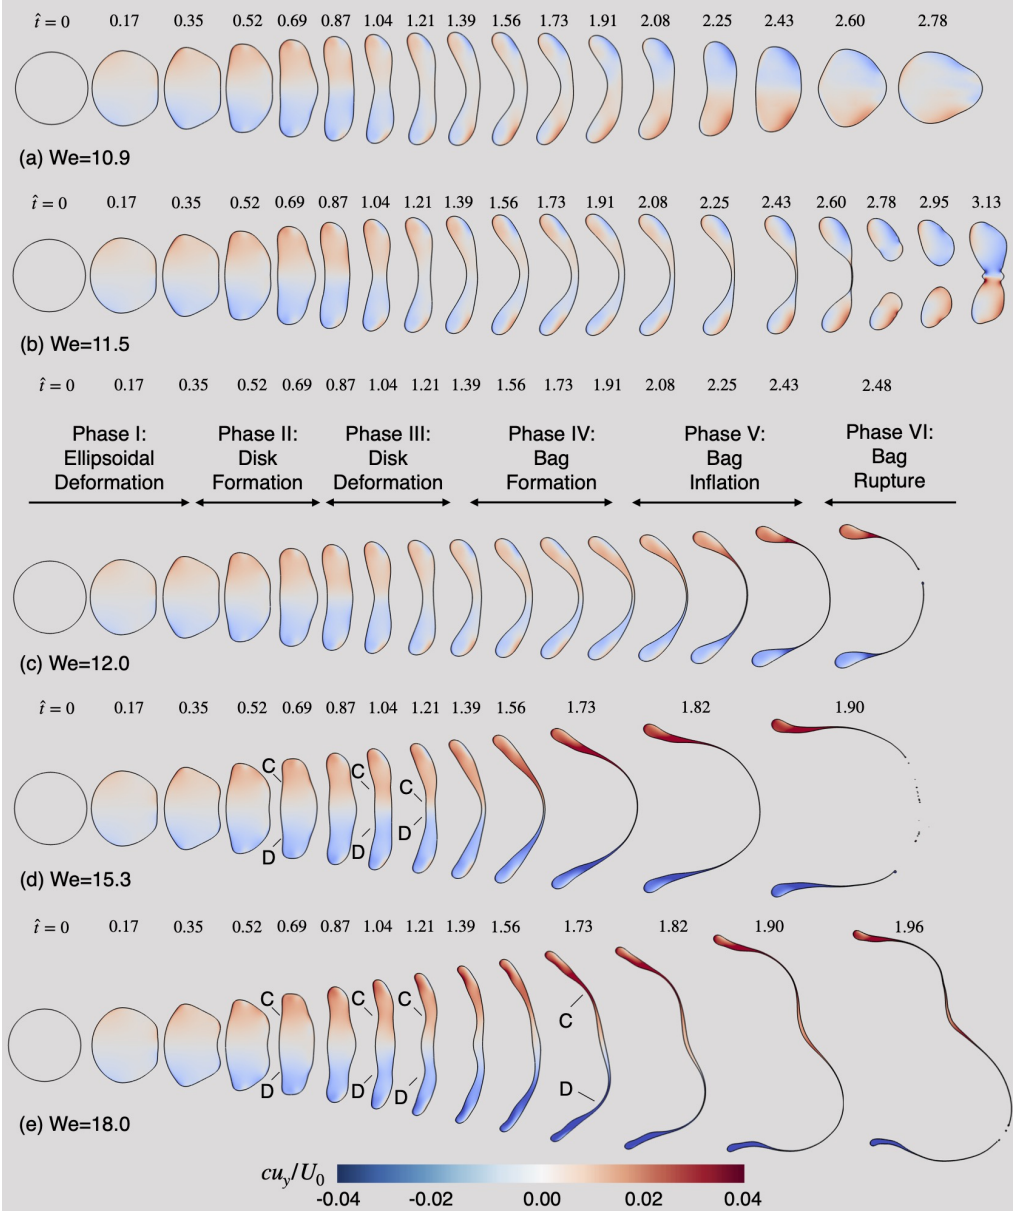 t̂ = 0 0.17 0.35 0.52 0.69 0.87 1.04 1.21 1.39 1.56 1.73 1.91 2.08 2.25 2.43 2.60 2.78
(a) We=10.9
t̂ = 0 0.17 0.35 0.52 0.69 0.87 1.04 1.21 1.39 1.56 1.73 1.91 2.08 2.25 2.43 2.60 2.78 2.95 3.13
(b) We=11.5
t̂ = 0 0.17 0.35 0.52 0.69 0.87 1.04 1.21 1.39 1.56 1.73 1.91 2.08 2.25 2.43 2.48
Phase I: Phase II: Phase III: Phase IV: Phase V: Phase VI:
Ellipsoidal Disk Disk Bag Bag Bag
Deformation Formation Deformation Formation Inflation Rupture
(c) We=12.0
t̂ = 0 0.17 0.35 0.52 0.69 0.87 1.04 1.21 1.39 1.56 1.73 1.82 1.90
C C C
D D D
(d) We=15.3
t̂ = 0 0.17 0.35 0.52 0.69 0.87 1.04 1.21 1.39 1.56 1.73 1.82 1.90 1.96
C C C C
D D D D
(e) We=18.0
cu_y/U_0
-0.04 -0.02 0.00 0.02 0.04